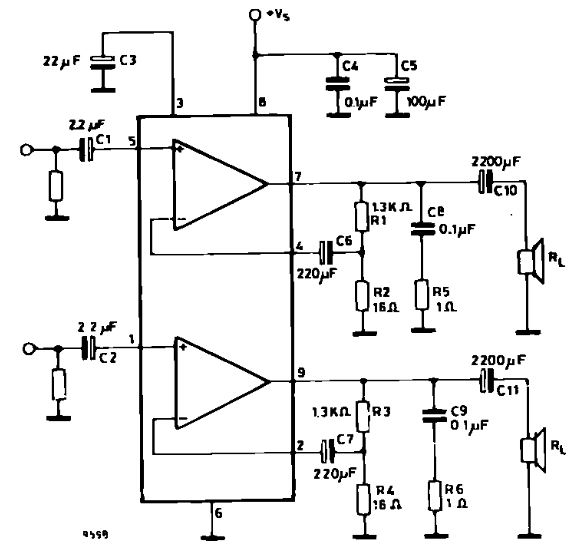 +Vs
22µF
C3
C4
C5
0.1µF
100µF
3
8
2.2µF
C1
5
7
2200µF
C10
1.3KΩ
R1
C8
0.1µF
4
C6
220µF
R2
16Ω
R5
1Ω
RL
2 2µF
C2
1
9
2200µF
C11
1.3KΩ
R3
C9
0.1µF
2
C7
220µF
R4
16Ω
R6
1Ω
RL
6